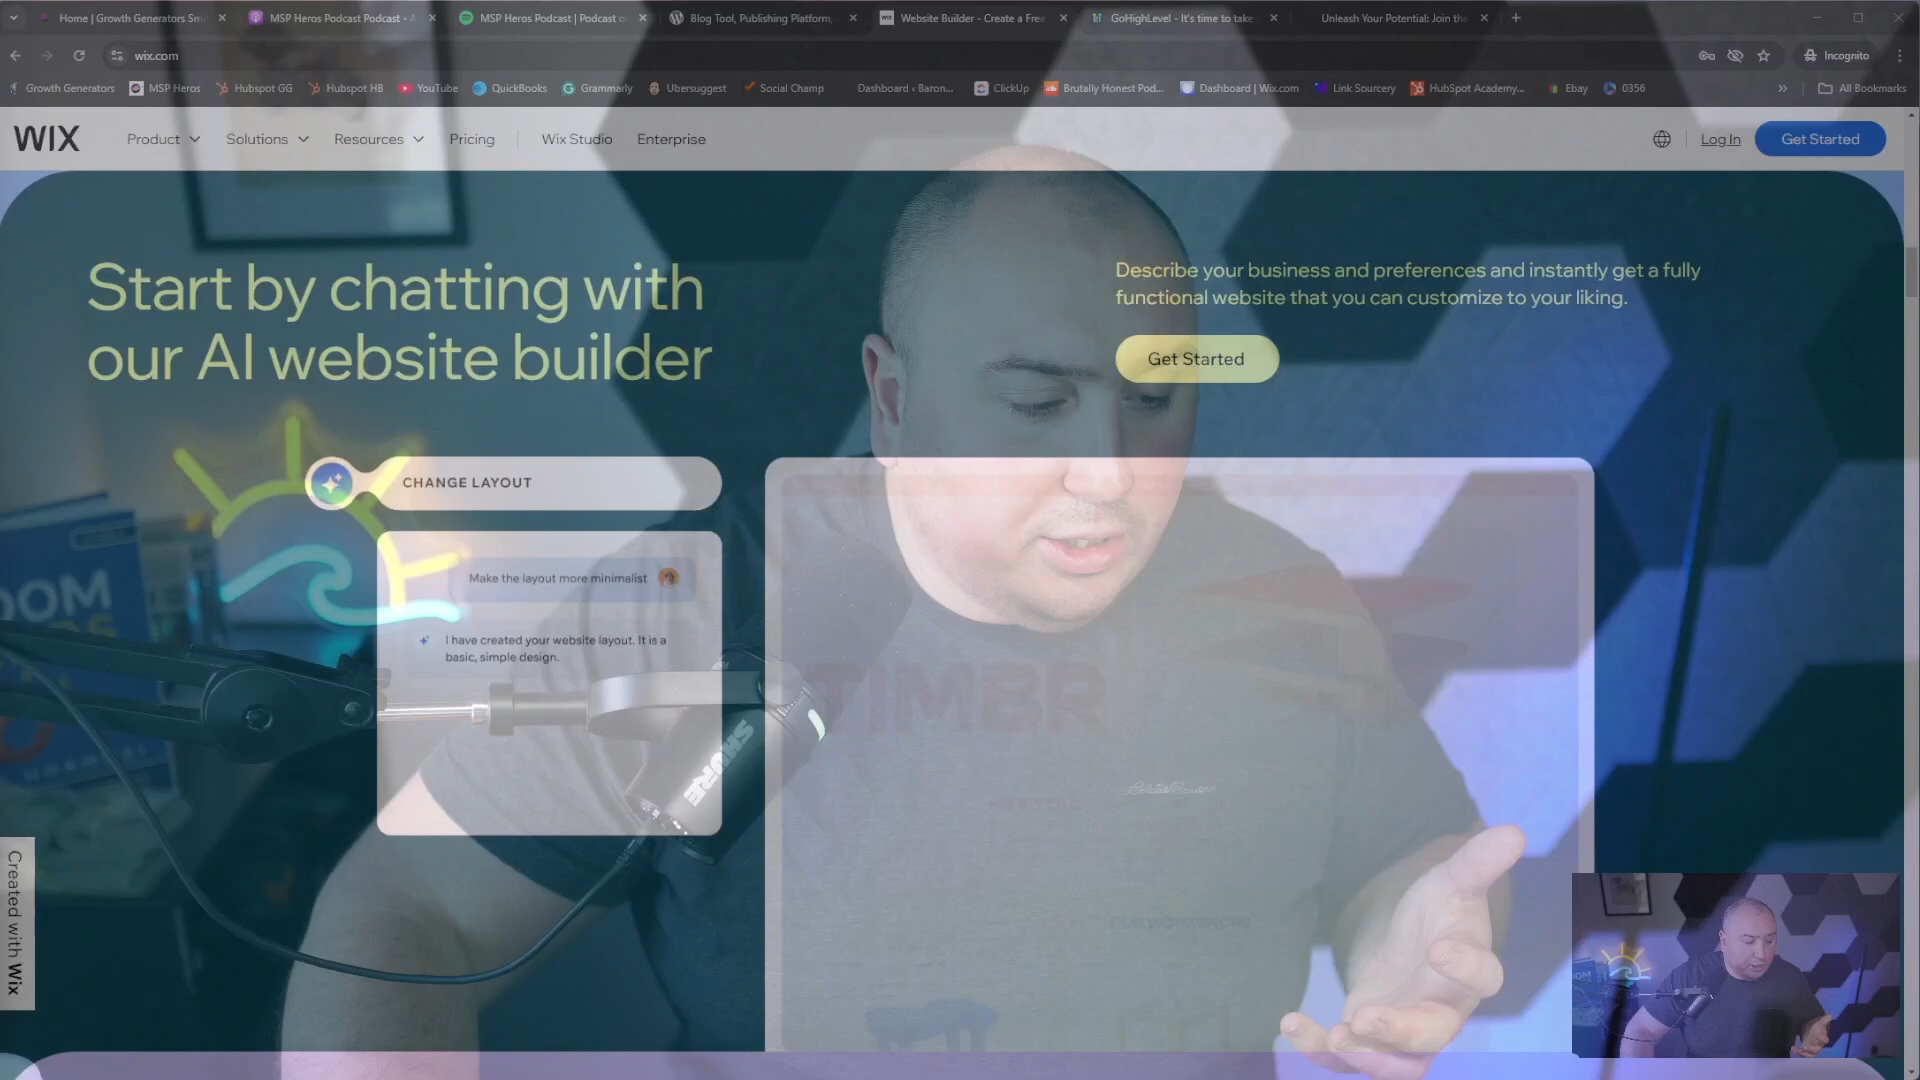 Home | Growth Generators Sm
MSP Heros Podcast Podcast - A
MSP Heros Podcast | Podcast o
Blog Tool, Publishing Platform,
Website Builder - Create a Free
GoHighLevel - It's time to take
Unleash Your Potential: Join the
wix.com
Incognito
Growth Generators
MSP Heros
Hubspot GG
Hubspot HB
YouTube
QuickBooks
Grammarly
Ubersuggest
Social Champ
Dashboard ‹ Baron...
ClickUp
Brutally Honest Pod...
Dashboard | Wix.com
Link Sourcery
HubSpot Academy...
Ebay
0356
»
All Bookmarks
WIX
Product
Solutions
Resources
Pricing
Wix Studio
Enterprise
Log In
Get Started
Start by chatting with
our AI website builder
Describe your business and preferences and instantly get a fully
functional website that you can customize to your liking.
Get Started
CHANGE LAYOUT
Make the layout more minimalist
I have created your website layout. It is a
basic, simple design.
TIMBR
SHURE
OUR WORKSHOPS
Created with Wix